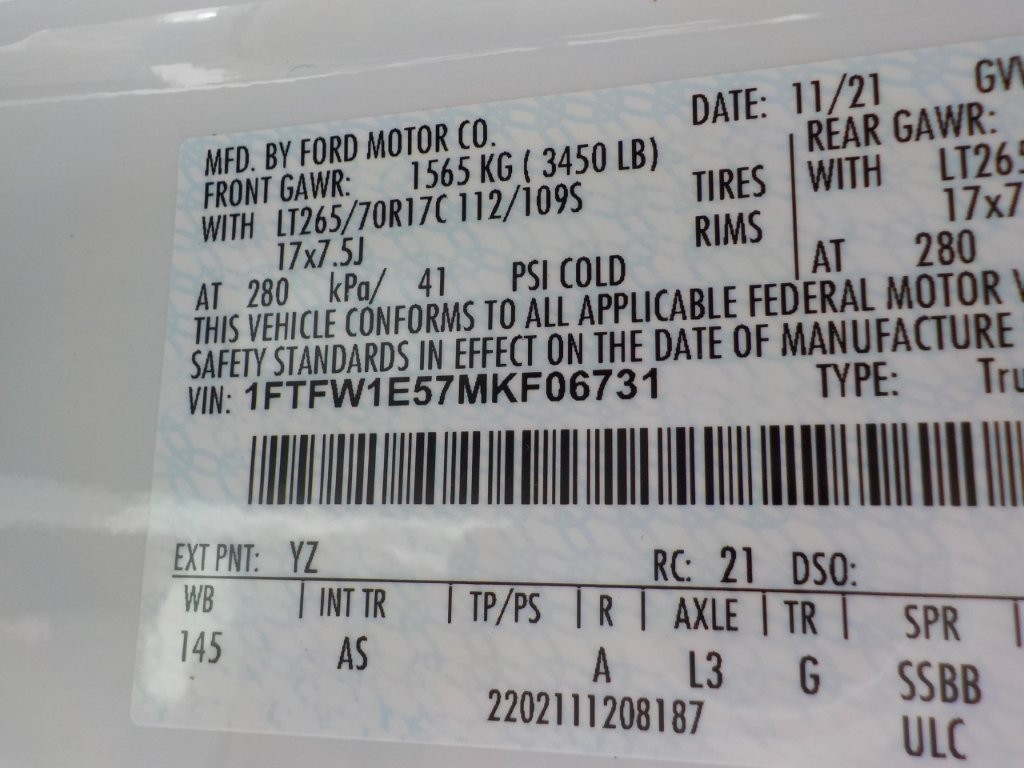 MFD. BY FORD MOTOR CO. DATE: 11/21
FRONT GAWR: 1565 KG ( 3450 LB) REAR GAWR:
WITH LT265/70R17C 112/109S TIRES WITH
17x7.5J RIMS
AT 280 kPa/ 41 PSI COLD AT 280
THIS VEHICLE CONFORMS TO ALL APPLICABLE FEDERAL MOTOR
SAFETY STANDARDS IN EFFECT ON THE DATE OF MANUFACTURE
VIN: 1FTFW1E57MKF06731 TYPE:
EXT PNT: YZ RC: 21 DSO:
WB | INT TR | TP/PS | R | AXLE | TR | SPR
145 AS A L3 G SSBB
2202111208187 ULC